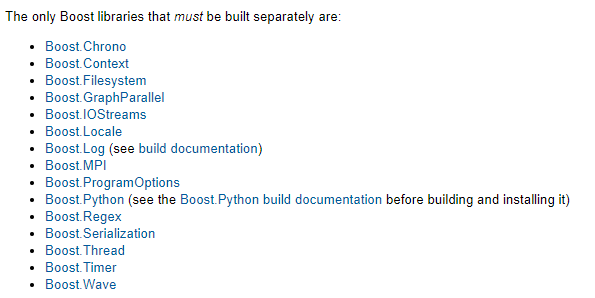 The only Boost libraries that must be built separately are:
Boost.Chrono
Boost.Context
Boost.Filesystem
Boost.GraphParallel
Boost.IOStreams
Boost.Locale
Boost.Log (see build documentation)
Boost.MPI
Boost.ProgramOptions
Boost.Python (see the Boost.Python build documentation before building and installing it)
Boost.Regex
Boost.Serialization
Boost.Thread
Boost.Timer
Boost.Wave